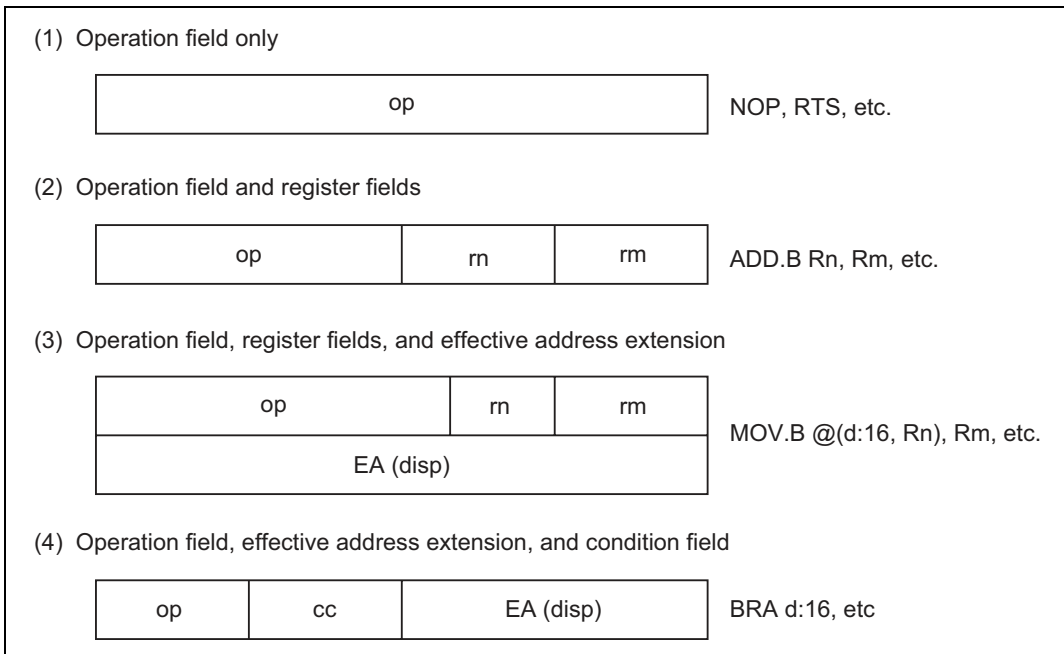 (1) Operation field only
op
NOP, RTS, etc.
(2) Operation field and register fields
op rn rm
ADD.B Rn, Rm, etc.
(3) Operation field, register fields, and effective address extension
op rn rm
EA (disp)
MOV.B @(d:16, Rn), Rm, etc.
(4) Operation field, effective address extension, and condition field
op cc EA (disp)
BRA d:16, etc